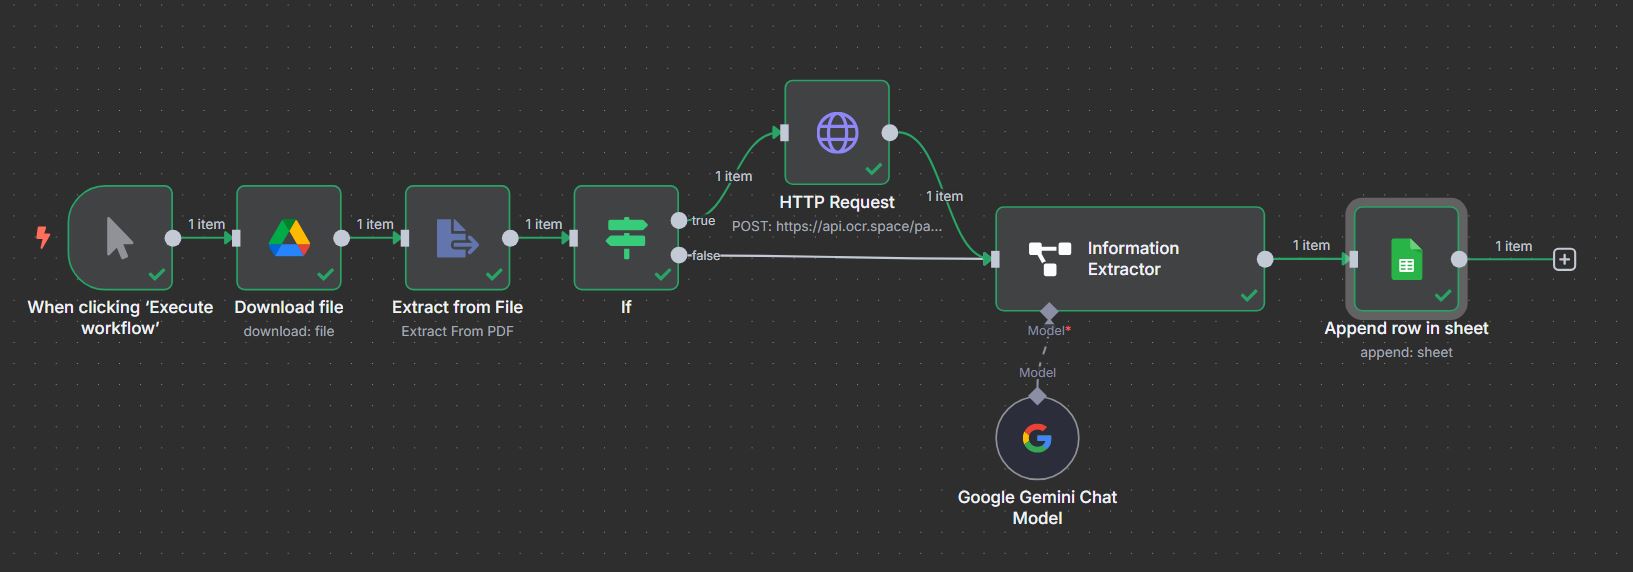 1 item
HTTP Request
POST: https://api.ocr.space/pa...
1 item
1 item
1 item
1 item
true
false
When clicking ‘Execute
workflow’
Download file
download: file
Extract from File
Extract From PDF
If
Information
Extractor
1 item
1 item
Model*
Model
Google Gemini Chat
Model
Append row in sheet
append: sheet